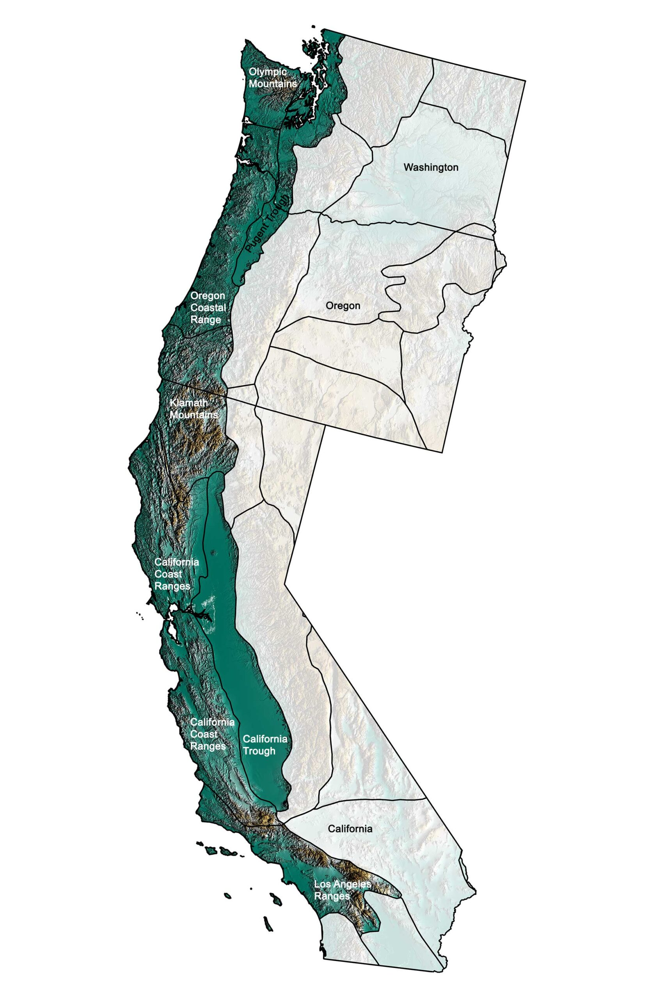 Olympic
Mountains
Washington
Pugent Trough
Oregon
Coastal
Range
Oregon
Klamath
Mountains
California
Coast
Ranges
California
Coast
Ranges
California
Trough
California
Los Angeles
Ranges